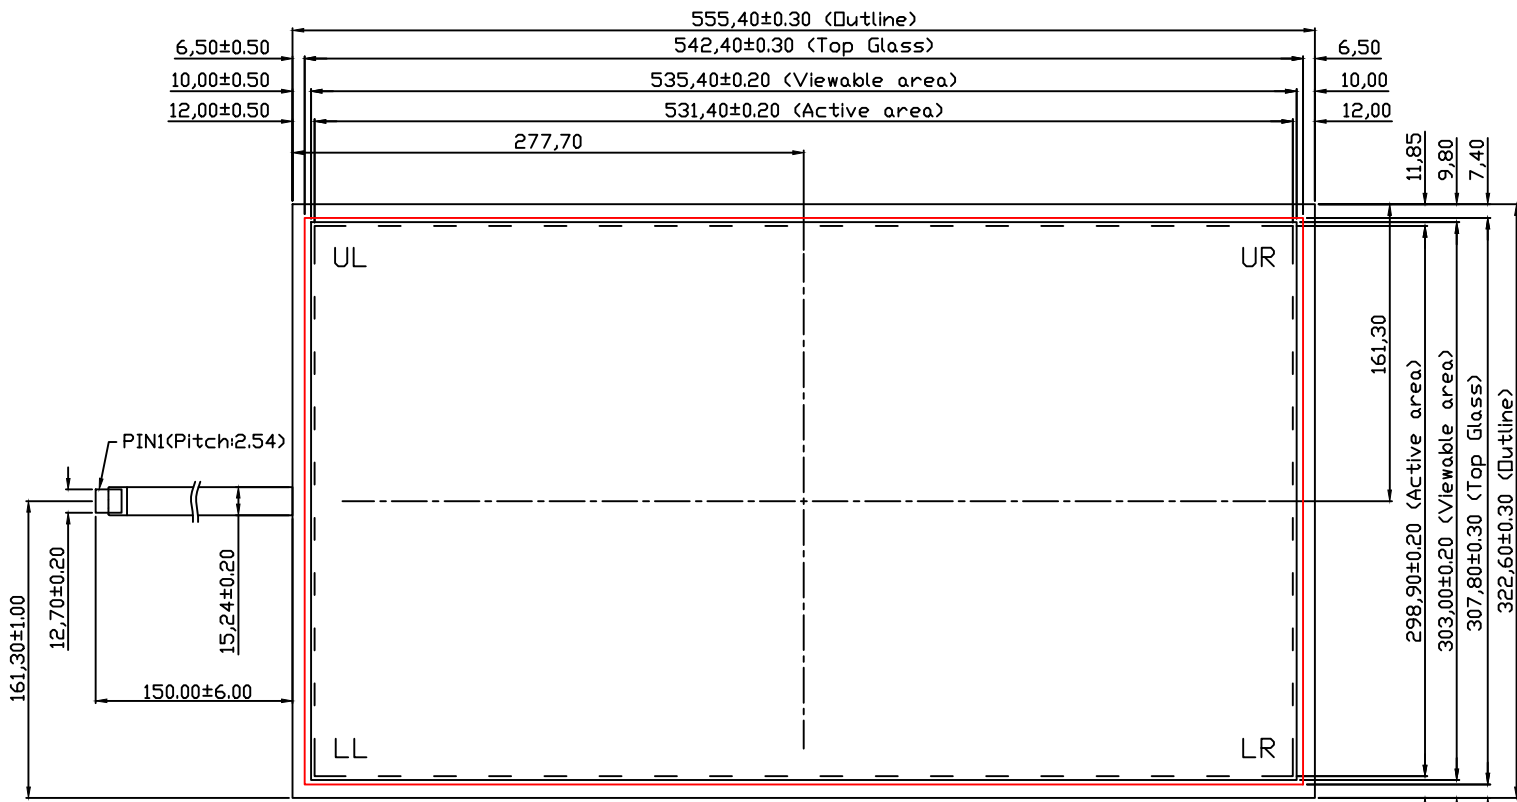 555,40±0.30 (Outline)
6,50±0.50
542,40±0.30 (Top Glass)
6,50
10,00±0.50
535,40±0.20 (Viewable area)
10,00
12,00±0.50
531,40±0.20 (Active area)
12,00
277,70
11,85
9,80
7,40
UL
UR
161,30
PIN1(Pitch:2.54)
12,70±0.20
15,24±0.20
161,30±1.00
150.00±6.00
298,90±0.20 (Active area)
303,00±0.20 (Viewable area)
307,80±0.30 (Top Glass)
322,60±0.30 (Outline)
LL
LR